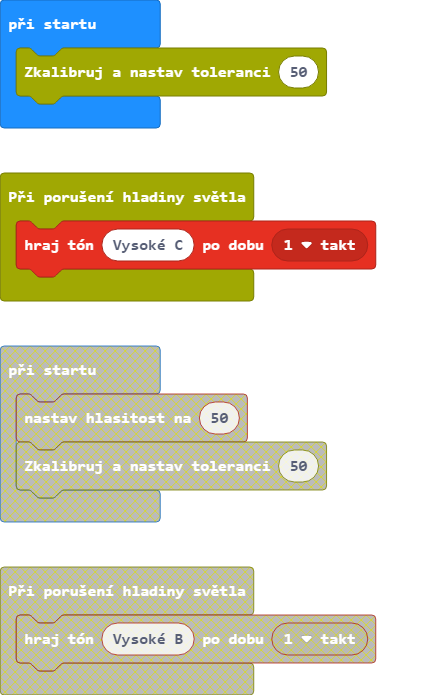 při startu
Zkalibruj a nastav toleranci 50
Při porušení hladiny světla
hraj tón Vysoké C po dobu 1 takt
při startu
nastav hlasitost na 50
Zkalibruj a nastav toleranci 50
Při porušení hladiny světla
hraj tón Vysoké B po dobu 1 takt